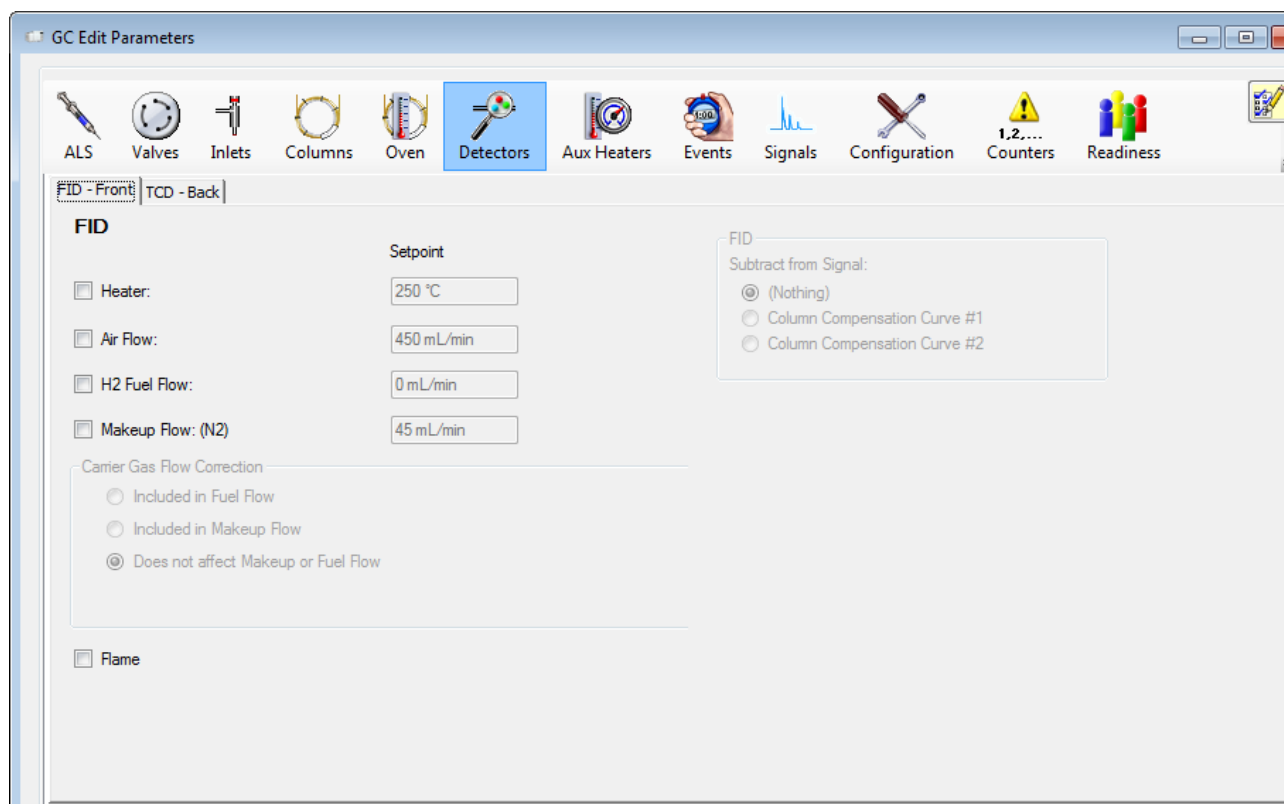 GC Edit Parameters
1:00
1,2,...
ALS Valves Inlets Columns Oven Detectors Aux Heaters Events Signals Configuration Counters Readiness
FID - Front TCD - Back
FID
Setpoint
Heater: 250 °C
Air Flow: 450 mL/min
H2 Fuel Flow: 0 mL/min
Makeup Flow: (N2) 45 mL/min
Carrier Gas Flow Correction
Included in Fuel Flow
Included in Makeup Flow
Does not affect Makeup or Fuel Flow
Flame
FID
Subtract from Signal:
(Nothing)
Column Compensation Curve #1
Column Compensation Curve #2